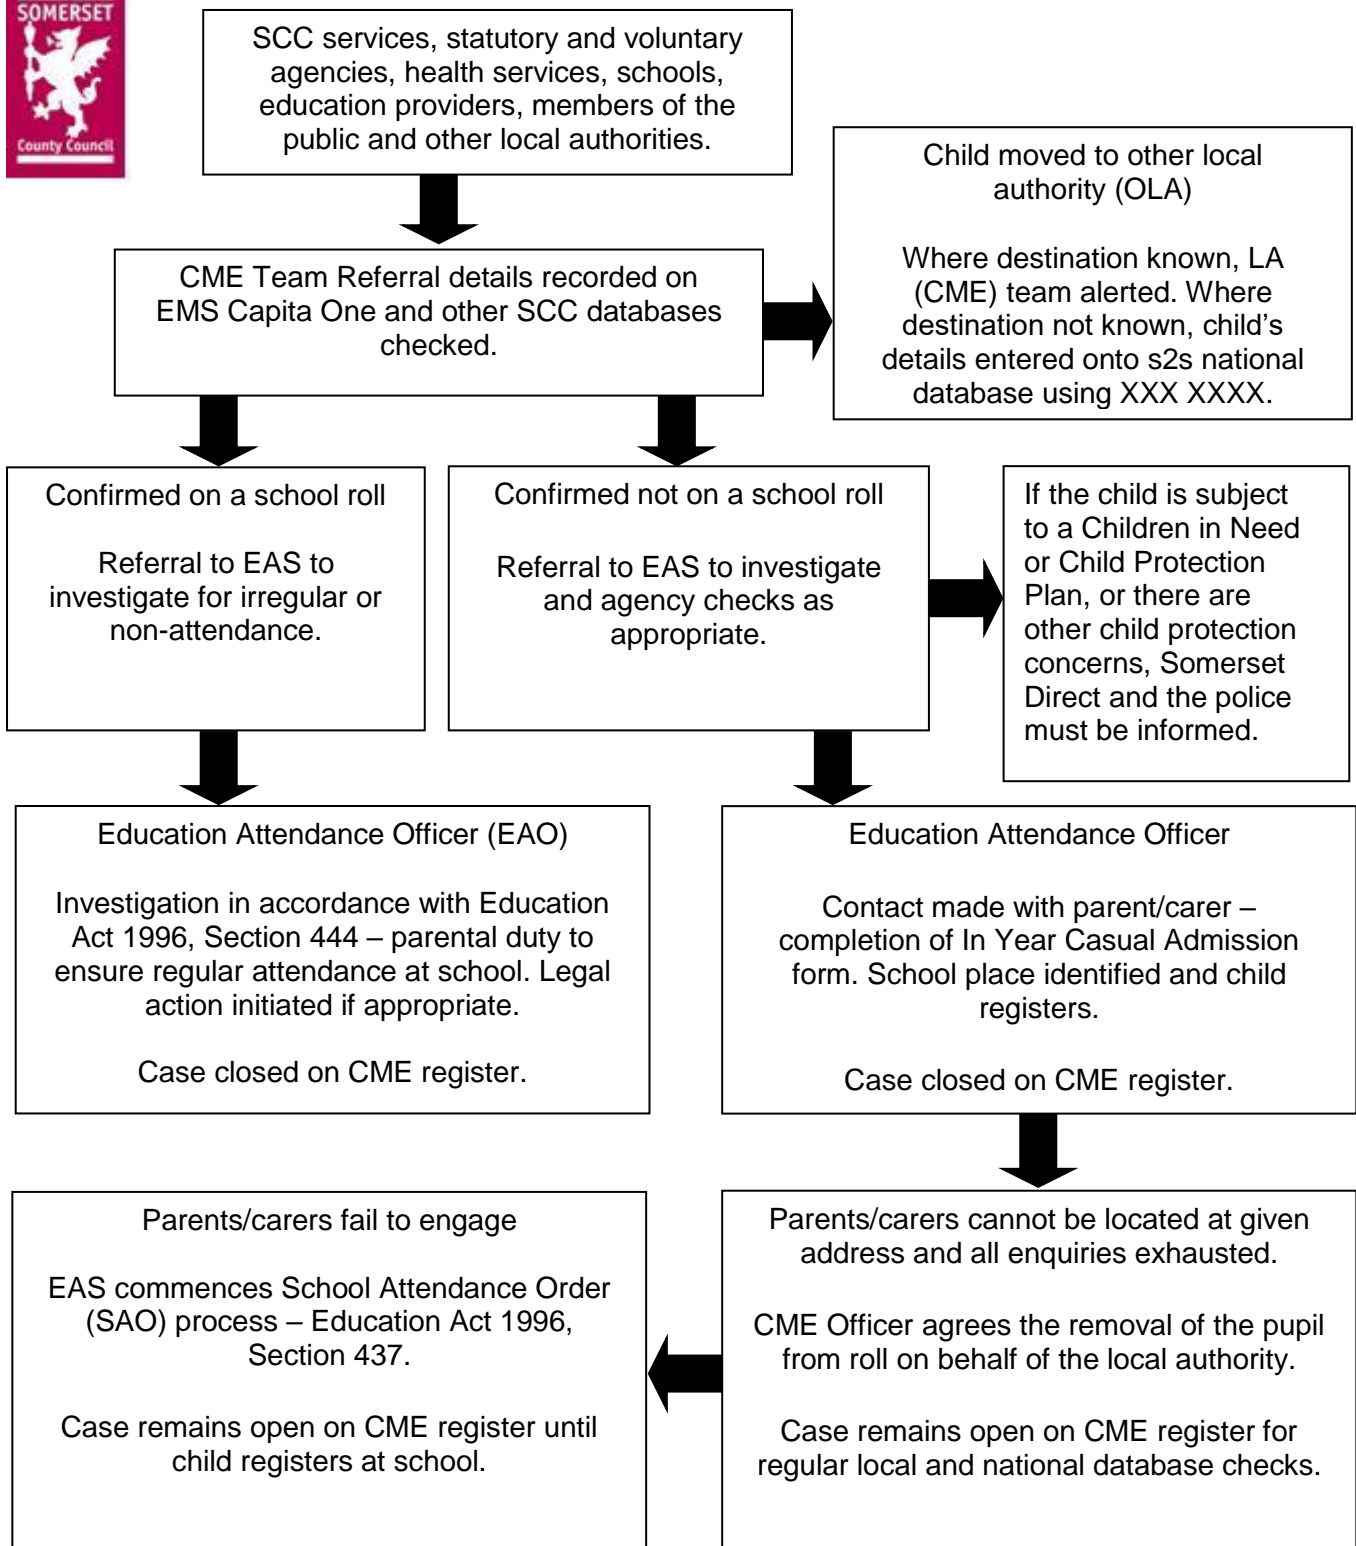 SOMERSET
County Council
SCC services, statutory and voluntary
agencies, health services, schools,
education providers, members of the
public and other local authorities.
Child moved to other local
authority (OLA)
Where destination known, LA
(CME) team alerted. Where
destination not known, child’s
details entered onto s2s national
database using XXX XXXX.
CME Team Referral details recorded on
EMS Capita One and other SCC databases
checked.
Confirmed on a school roll
Referral to EAS to
investigate for irregular or
non-attendance.
Confirmed not on a school roll
Referral to EAS to investigate
and agency checks as
appropriate.
If the child is subject
to a Children in Need
or Child Protection
Plan, or there are
other child protection
concerns, Somerset
Direct and the police
must be informed.
Education Attendance Officer (EAO)
Investigation in accordance with Education
Act 1996, Section 444 – parental duty to
ensure regular attendance at school. Legal
action initiated if appropriate.
Case closed on CME register.
Education Attendance Officer
Contact made with parent/carer –
completion of In Year Casual Admission
form. School place identified and child
registers.
Case closed on CME register.
Parents/carers fail to engage
EAS commences School Attendance Order
(SAO) process – Education Act 1996,
Section 437.
Case remains open on CME register until
child registers at school.
Parents/carers cannot be located at given
address and all enquiries exhausted.
CME Officer agrees the removal of the pupil
from roll on behalf of the local authority.
Case remains open on CME register for
regular local and national database checks.